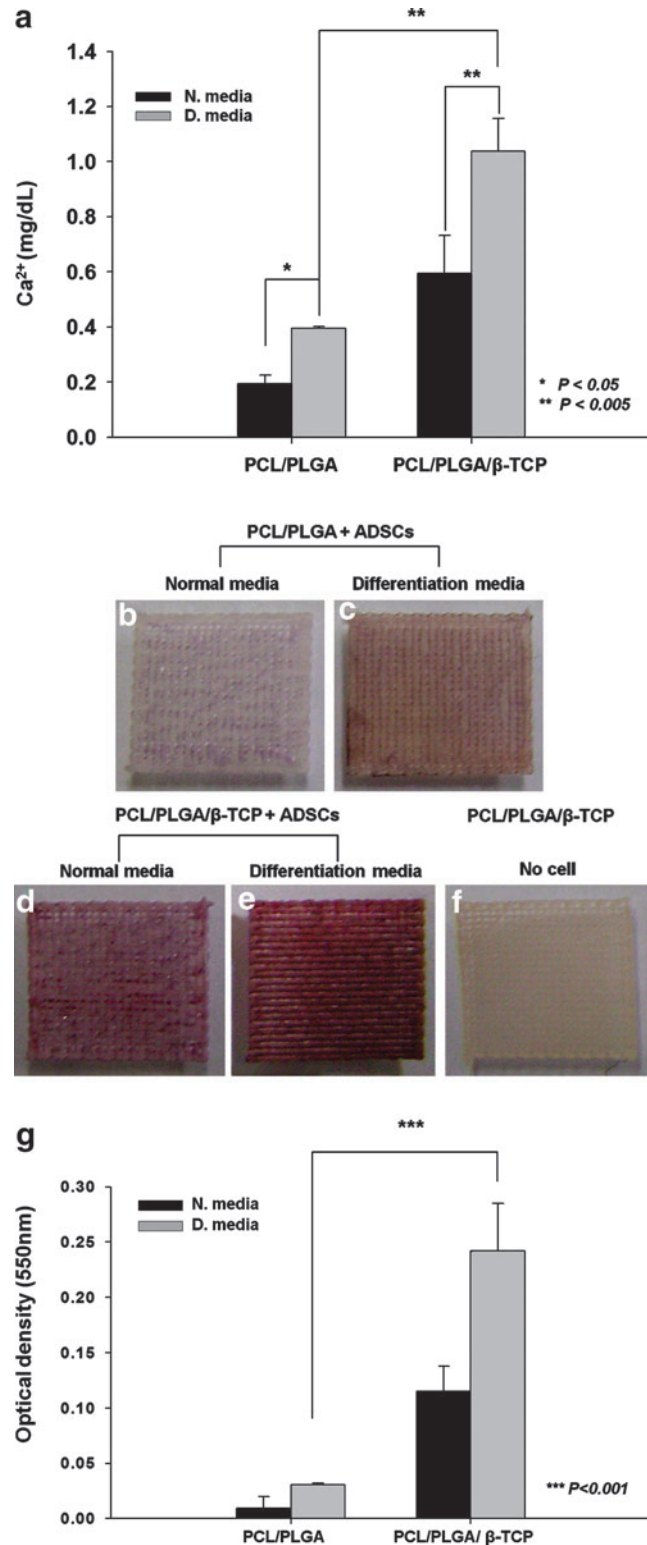 a
**
1.4
N. media
D. media
**
1.2
1.0
0.8
Ca²⁺ (mg/dL)
0.6
*
0.4
0.2
* P < 0.05
** P < 0.005
0.0
PCL/PLGA
PCL/PLGA/β-TCP
PCL/PLGA + ADSCs
Normal media
Differentiation media
b
c
PCL/PLGA/β-TCP + ADSCs
PCL/PLGA/β-TCP
Normal media
Differentiation media
No cell
d
e
f
g
***
0.30
N. media
D. media
0.25
0.20
Optical density (550nm)
0.15
0.10
0.05
*** P<0.001
0.00
PCL/PLGA
PCL/PLGA/ β-TCP